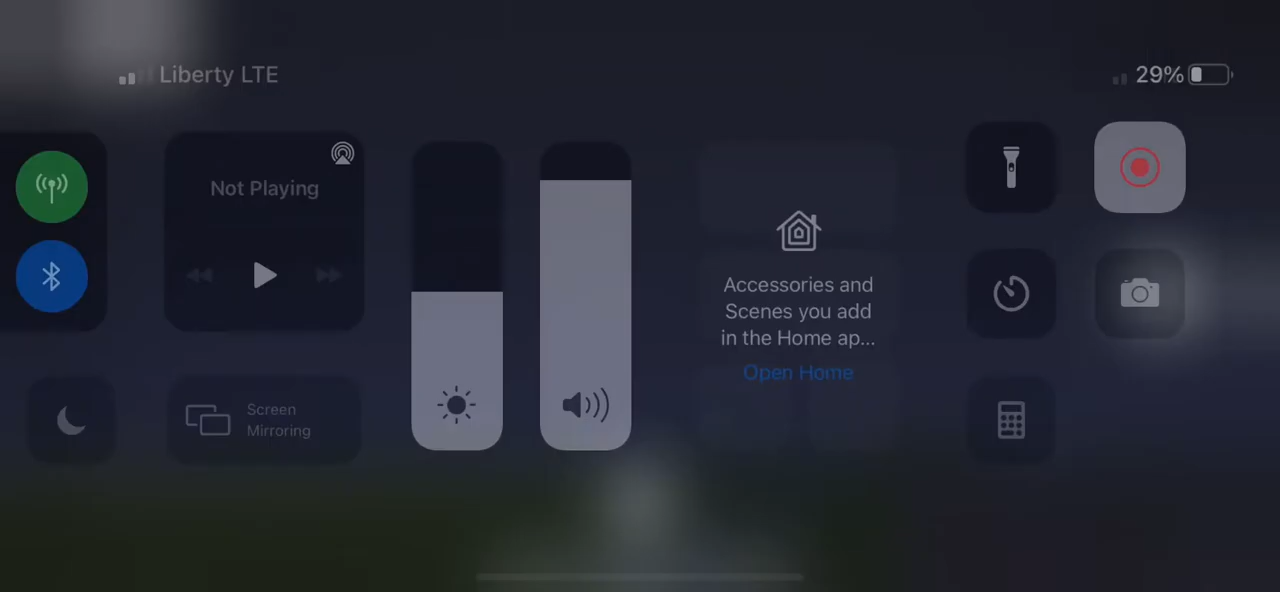 Liberty LTE
29%
Not Playing
Accessories and
Scenes you add
in the Home ap...
Open Home
Screen
Mirroring